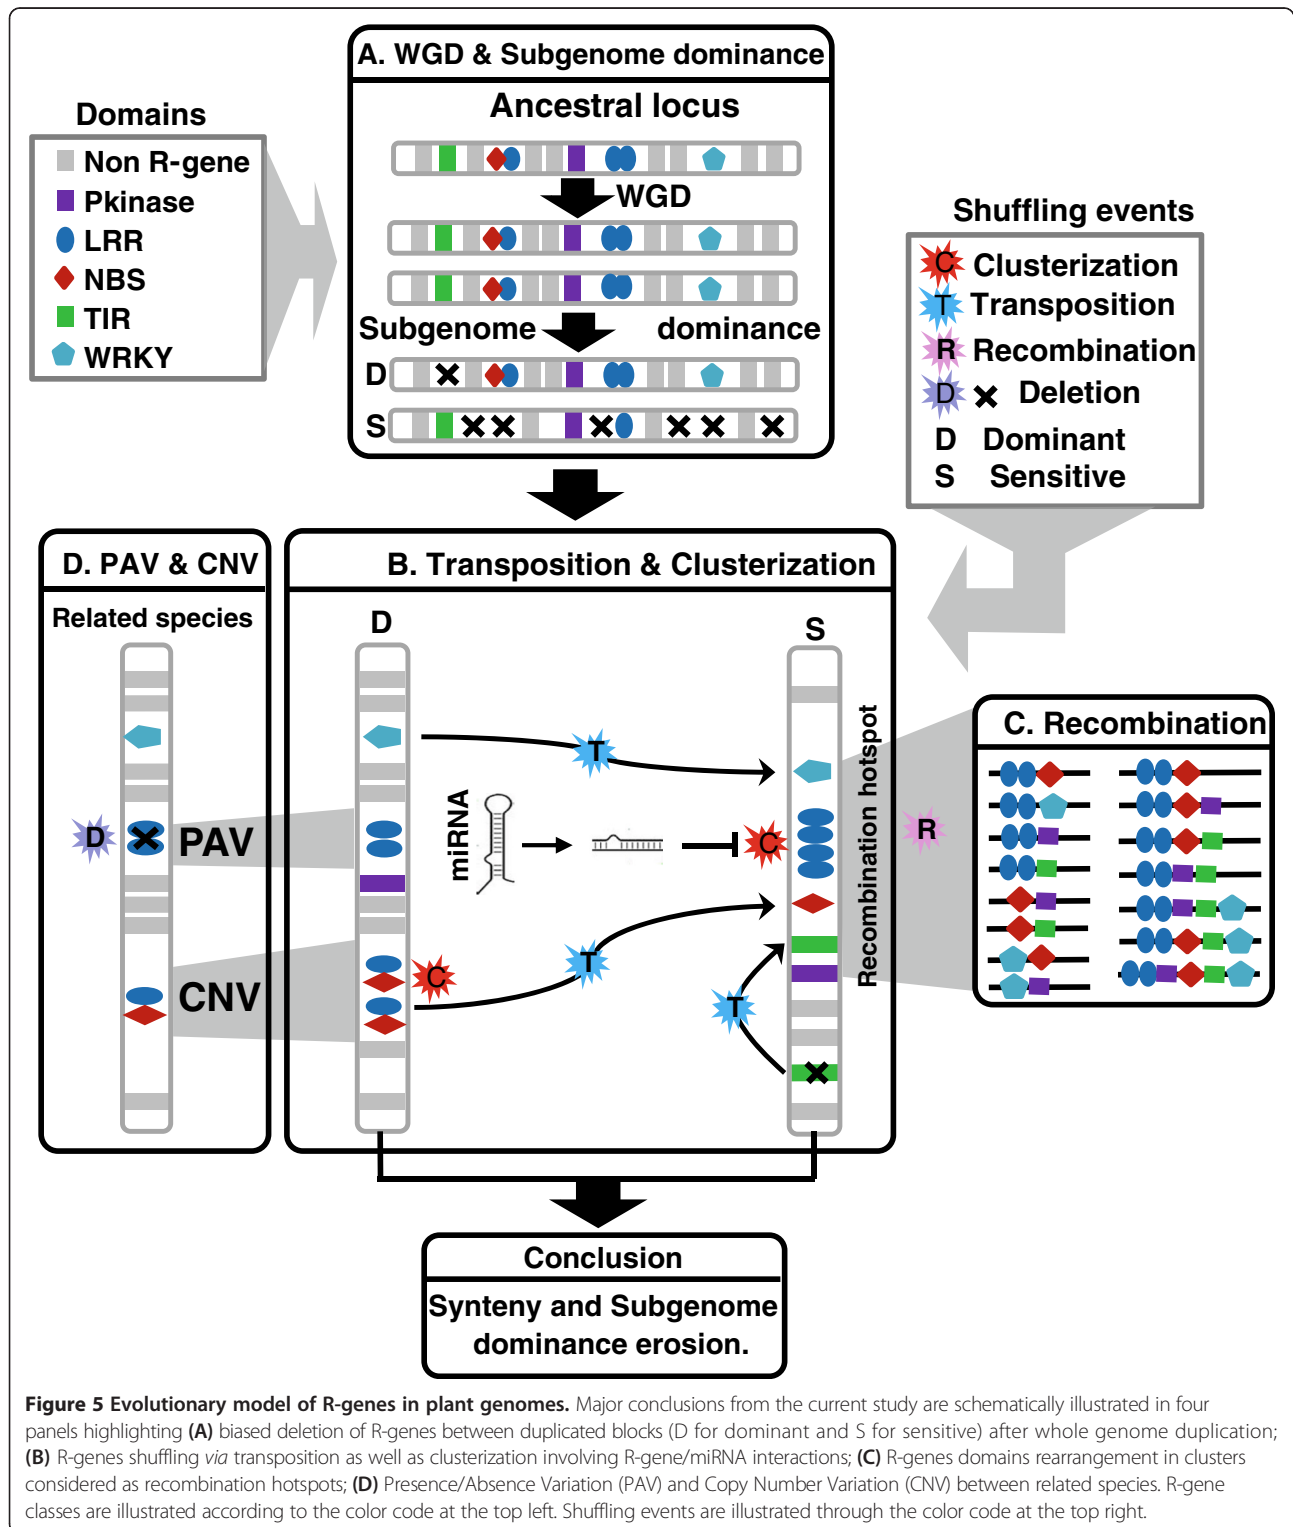 A. WGD & Subgenome dominance
Ancestral locus
WGD
Subgenome dominance
D
S
Domains
Non R-gene
Pkinase
LRR
NBS
TIR
WRKY
Shuffling events
C Clusterization
T Transposition
R Recombination
D Deletion
D Dominant
S Sensitive
D. PAV & CNV
Related species
D
PAV
CNV
B. Transposition & Clusterization
D
S
T
miRNA
C
C
T
T
Recombination hotspot
R
C. Recombination
Conclusion
Synteny and Subgenome
dominance erosion.
Figure 5 Evolutionary model of R-genes in plant genomes. Major conclusions from the current study are schematically illustrated in four
panels highlighting (A) biased deletion of R-genes between duplicated blocks (D for dominant and S for sensitive) after whole genome duplication;
(B) R-genes shuffling via transposition as well as clusterization involving R-gene/miRNA interactions; (C) R-genes domains rearrangement in clusters
considered as recombination hotspots; (D) Presence/Absence Variation (PAV) and Copy Number Variation (CNV) between related species. R-gene
classes are illustrated according to the color code at the top left. Shuffling events are illustrated through the color code at the top right.